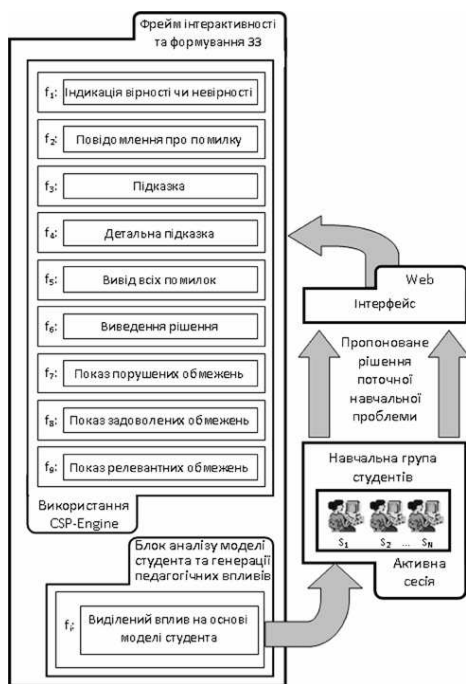 Фрейм інтерактивності
та формування ЗЗ
f₁: Індикація вірності чи невірності
f₂: Повідомлення про помилку
f₃: Підказка
f₄: Детальна підказка
f₅: Вивід всіх помилок
f₆: Виведення рішення
f₇: Показ порушених обмежень
f₈: Показ задоволених обмежень
f₉: Показ релевантних обмежень
Використання
CSP-Engine
Блок аналізу моделі
студента та генерації
педагогічних впливів
fᵢ: Виділений вплив на основі
моделі студента
Web
Інтерфейс
Пропоноване
рішення
поточної
навчальної
проблеми
Навчальна група
студентів
S₁ S₂ ... Sₙ
Активна
сесія